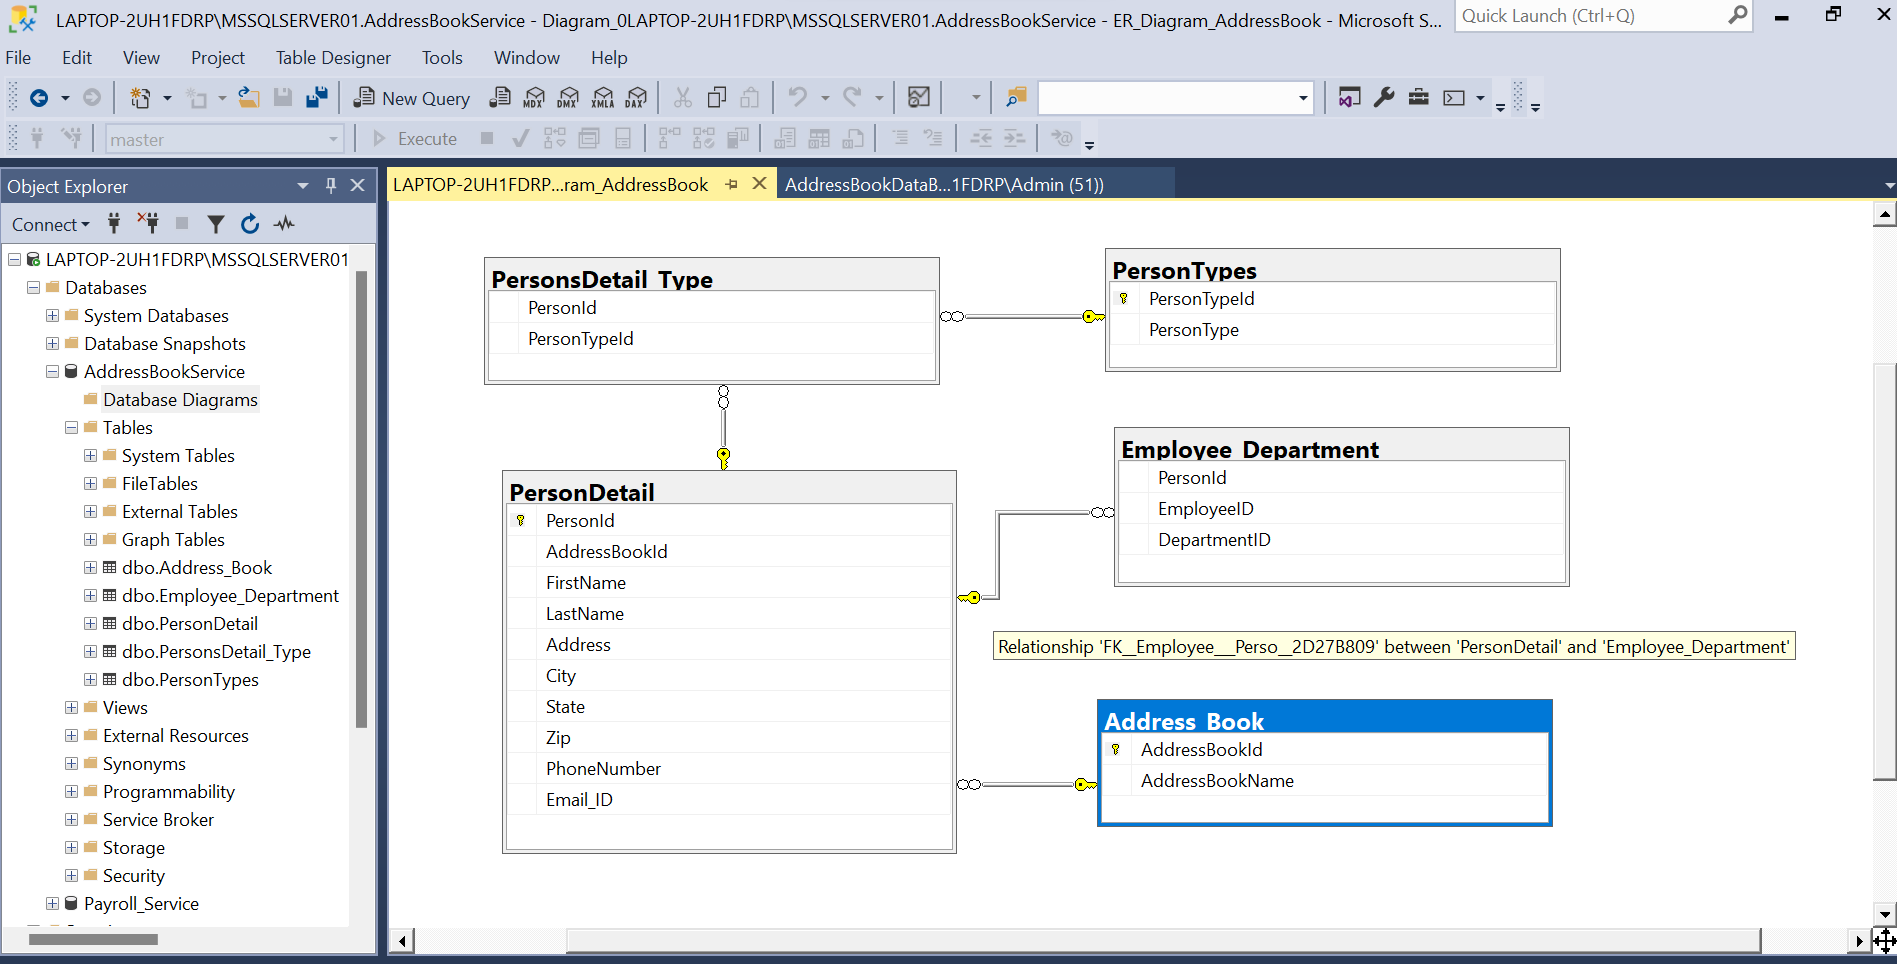 LAPTOP-2UH1FDRP\MSSQLSERVER01.AddressBookService - Diagram_0LAPTOP-2UH1FDRP\MSSQLSERVER01.AddressBookService - ER_Diagram_AddressBook - Microsoft S...
Quick Launch (Ctrl+Q)
File Edit View Project Table Designer Tools Window Help
New Query MDX DMX XMLA DAX
master Execute
Object Explorer
LAPTOP-2UH1FDRP...ram_AddressBook
AddressBookDataB...1FDRP\Admin (51))
Connect
LAPTOP-2UH1FDRP\MSSQLSERVER01
Databases
System Databases
Database Snapshots
AddressBookService
Database Diagrams
Tables
System Tables
FileTables
External Tables
Graph Tables
dbo.Address_Book
dbo.Employee_Department
dbo.PersonDetail
dbo.PersonsDetail_Type
dbo.PersonTypes
Views
External Resources
Synonyms
Programmability
Service Broker
Storage
Security
Payroll_Service
PersonsDetail_Type
PersonId
PersonTypeId
PersonTypes
PersonTypeId
PersonType
Employee_Department
PersonId
EmployeeID
DepartmentID
PersonDetail
PersonId
AddressBookId
FirstName
LastName
Address
City
State
Zip
PhoneNumber
Email_ID
Relationship 'FK__Employee__Perso__2D27B809' between 'PersonDetail' and 'Employee_Department'
Address_Book
AddressBookId
AddressBookName